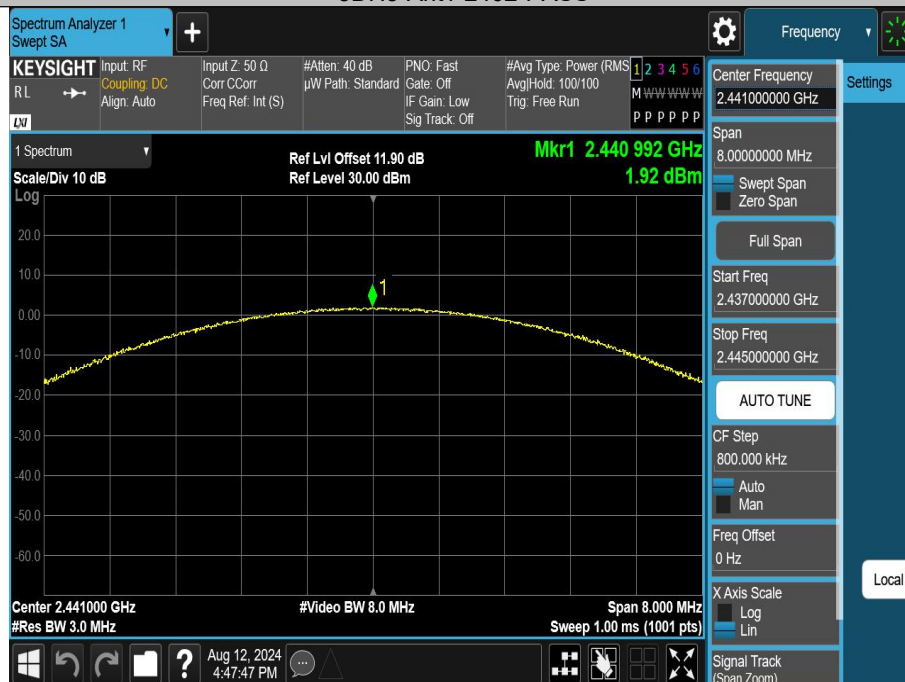 Spectrum Analyzer 1
Swept SA
+
Frequency
KEYSIGHT
RL
LXI
Input: RF
Coupling: DC
Align: Auto
Input Z: 50 Ω
Corr CCorr
Freq Ref: Int (S)
#Atten: 40 dB
µW Path: Standard
PNO: Fast
Gate: Off
IF Gain: Low
Sig Track: Off
#Avg Type: Power (RMS
Avg|Hold: 100/100
Trig: Free Run
1 2 3 4 5 6
M W W W W W
P P P P P P
Center Frequency
2.441000000 GHz
Settings
Span
8.00000000 MHz
Swept Span
Zero Span
Full Span
Start Freq
2.437000000 GHz
Stop Freq
2.445000000 GHz
AUTO TUNE
CF Step
800.000 kHz
Auto
Man
Freq Offset
0 Hz
X Axis Scale
Log
Lin
Local
Signal Track
(Span Zoom)
1 Spectrum
Scale/Div 10 dB
Log
Ref Lvl Offset 11.90 dB
Ref Level 30.00 dBm
Mkr1 2.440 992 GHz
1.92 dBm
20.0
10.0
1
0.00
-10.0
-20.0
-30.0
-40.0
-50.0
-60.0
Center 2.441000 GHz
#Res BW 3.0 MHz
#Video BW 8.0 MHz
Span 8.000 MHz
Sweep 1.00 ms (1001 pts)
?
Aug 12, 2024
4:47:47 PM